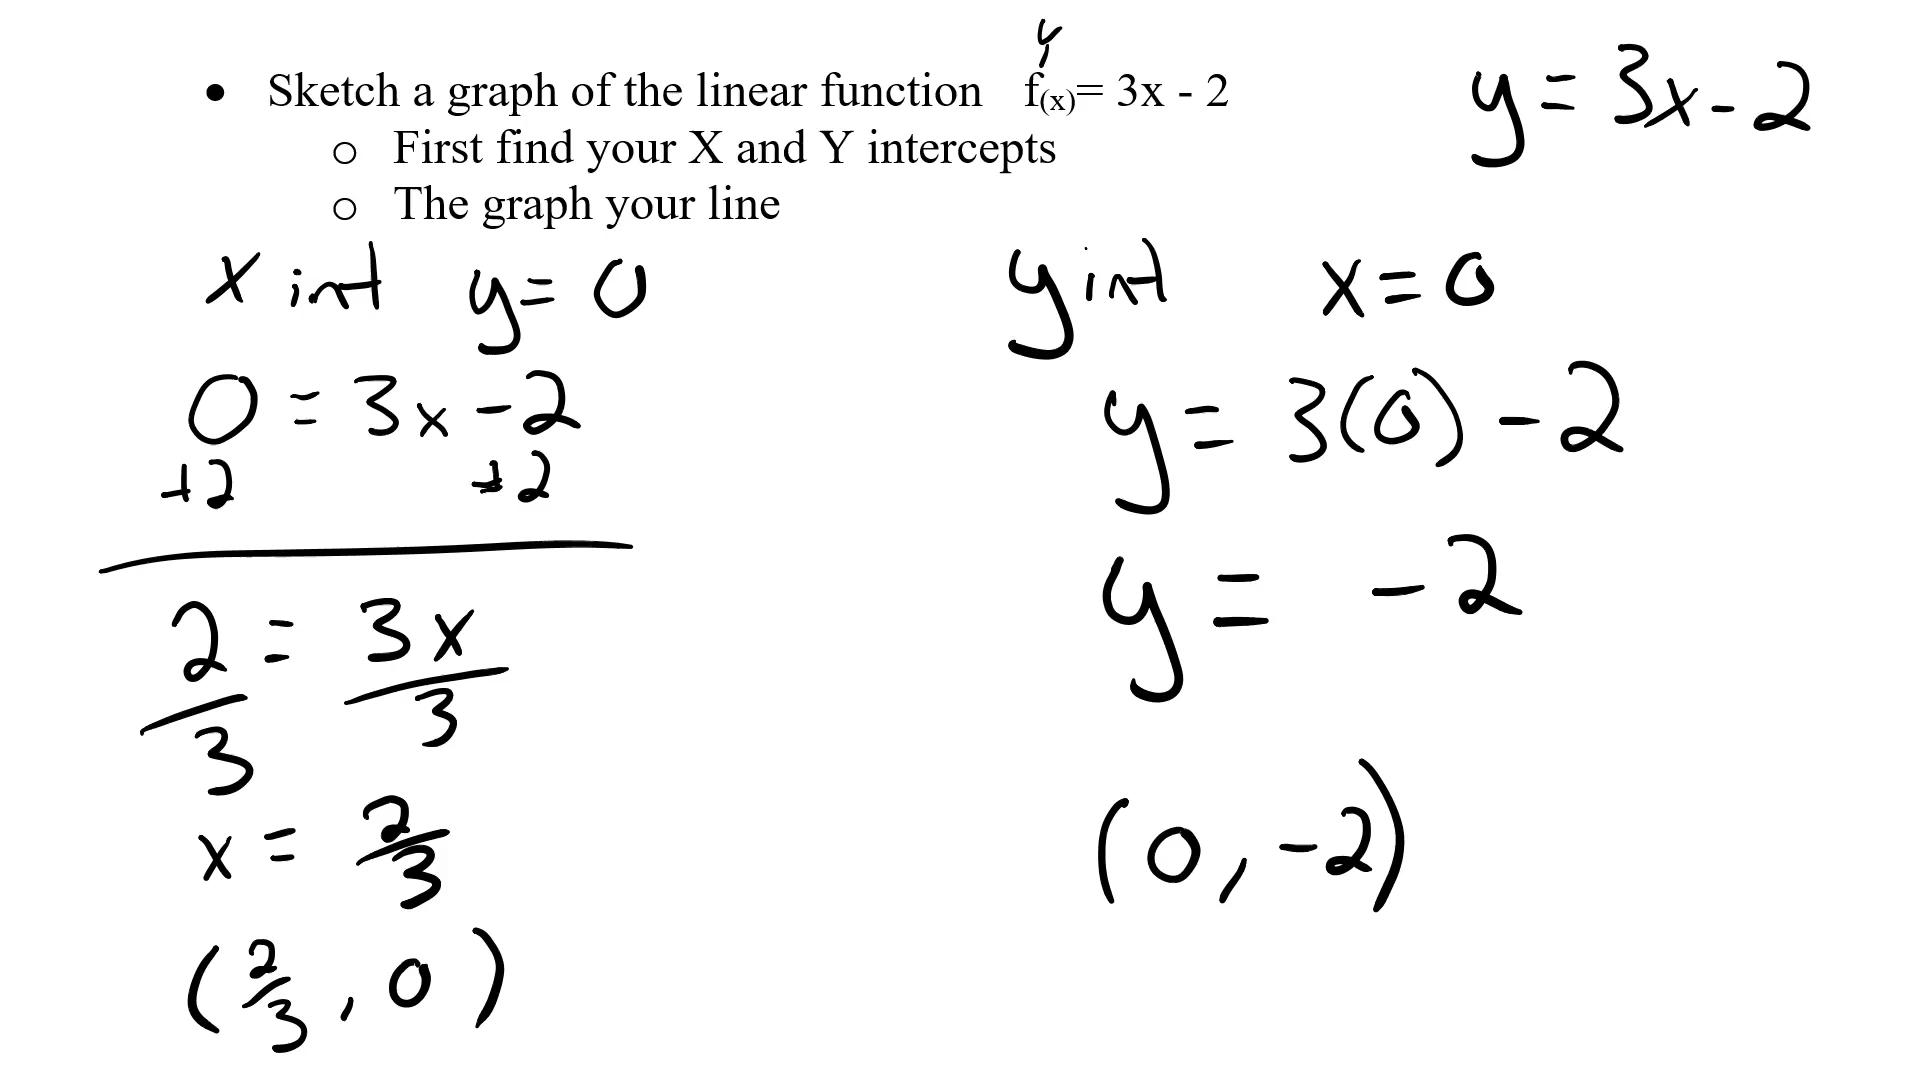 y
• Sketch a graph of the linear function f(x)= 3x - 2
y = 3x - 2
○ First find your X and Y intercepts
○ The graph your line
x int y = 0
0 = 3x - 2
+2 +2
2 = 3x
3 3
x = 2/3
(2/3, 0)
y int x = 0
y = 3(0) - 2
y = -2
(0, -2)